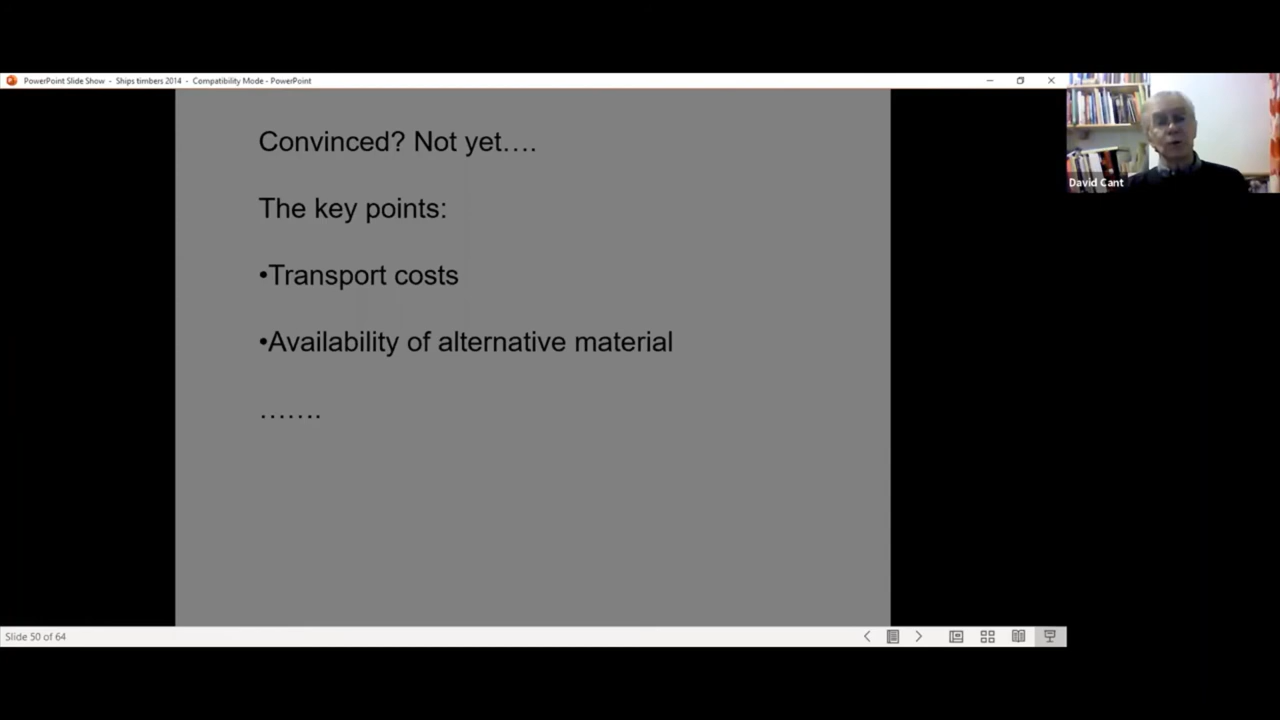 PowerPoint Slide Show - Ships timbers 2014 - Compatibility Mode - PowerPoint
Convinced? Not yet….
The key points:
•Transport costs
•Availability of alternative material
…….
David Cant
Slide 50 of 64